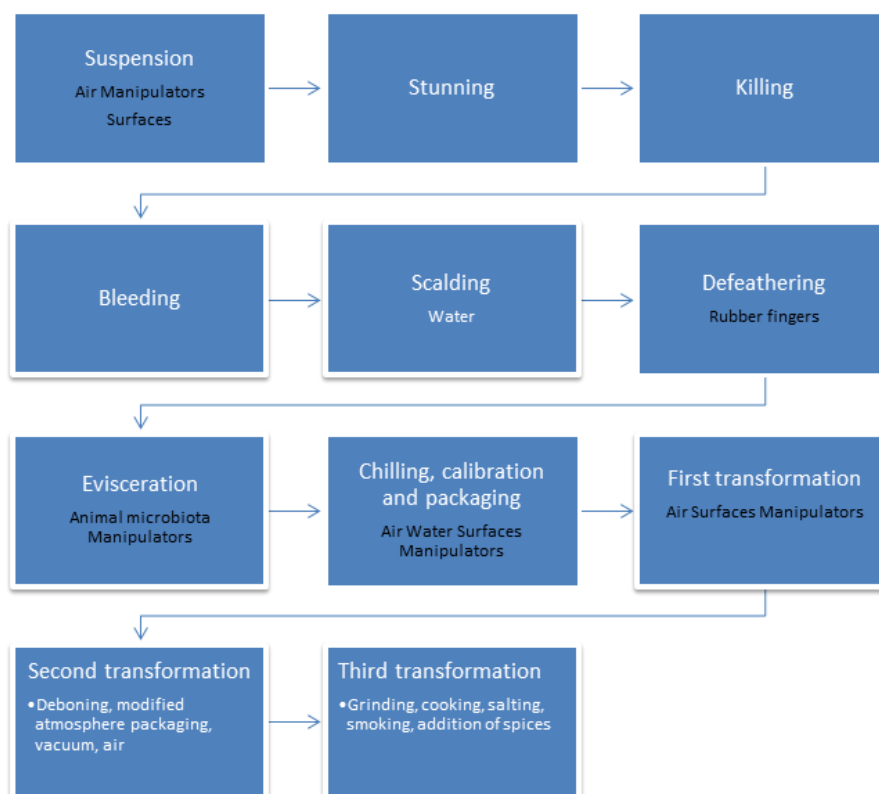 Suspension
Air Manipulators
Surfaces
Stunning
Killing
Bleeding
Scalding
Water
Defeathering
Rubber fingers
Evisceration
Animal microbiota
Manipulators
Chilling, calibration
and packaging
Air Water Surfaces
Manipulators
First transformation
Air Surfaces Manipulators
Second transformation
•Deboning, modified
atmosphere packaging,
vacuum, air
Third transformation
•Grinding, cooking, salting,
smoking, addition of spices